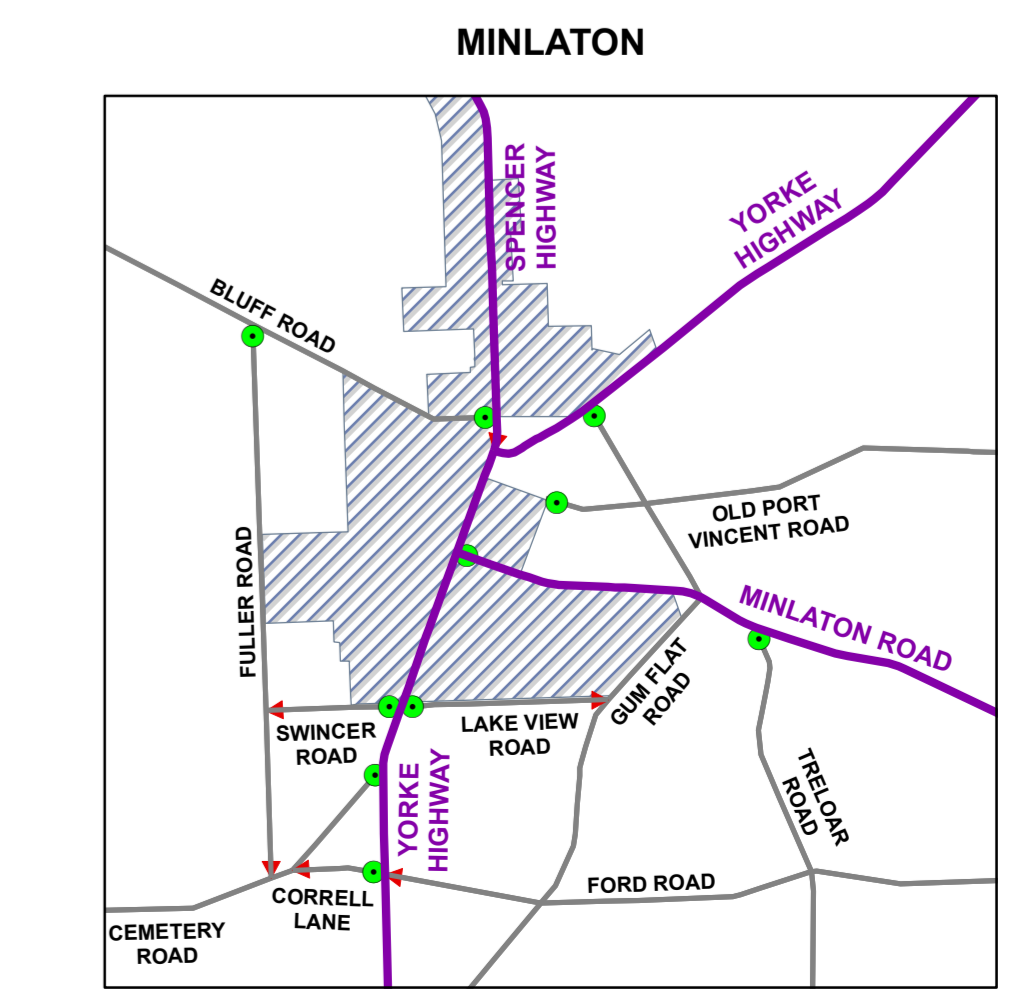 MINLATON
SPENCER
HIGHWAY
YORKE
HIGHWAY
BLUFF ROAD
OLD PORT
VINCENT ROAD
FULLER ROAD
MINLATON ROAD
GUM FLAT
ROAD
SWINCER
ROAD
LAKE VIEW
ROAD
YORKE
HIGHWAY
TRELOAR
ROAD
FORD ROAD
CORRELL
LANE
CEMETERY
ROAD